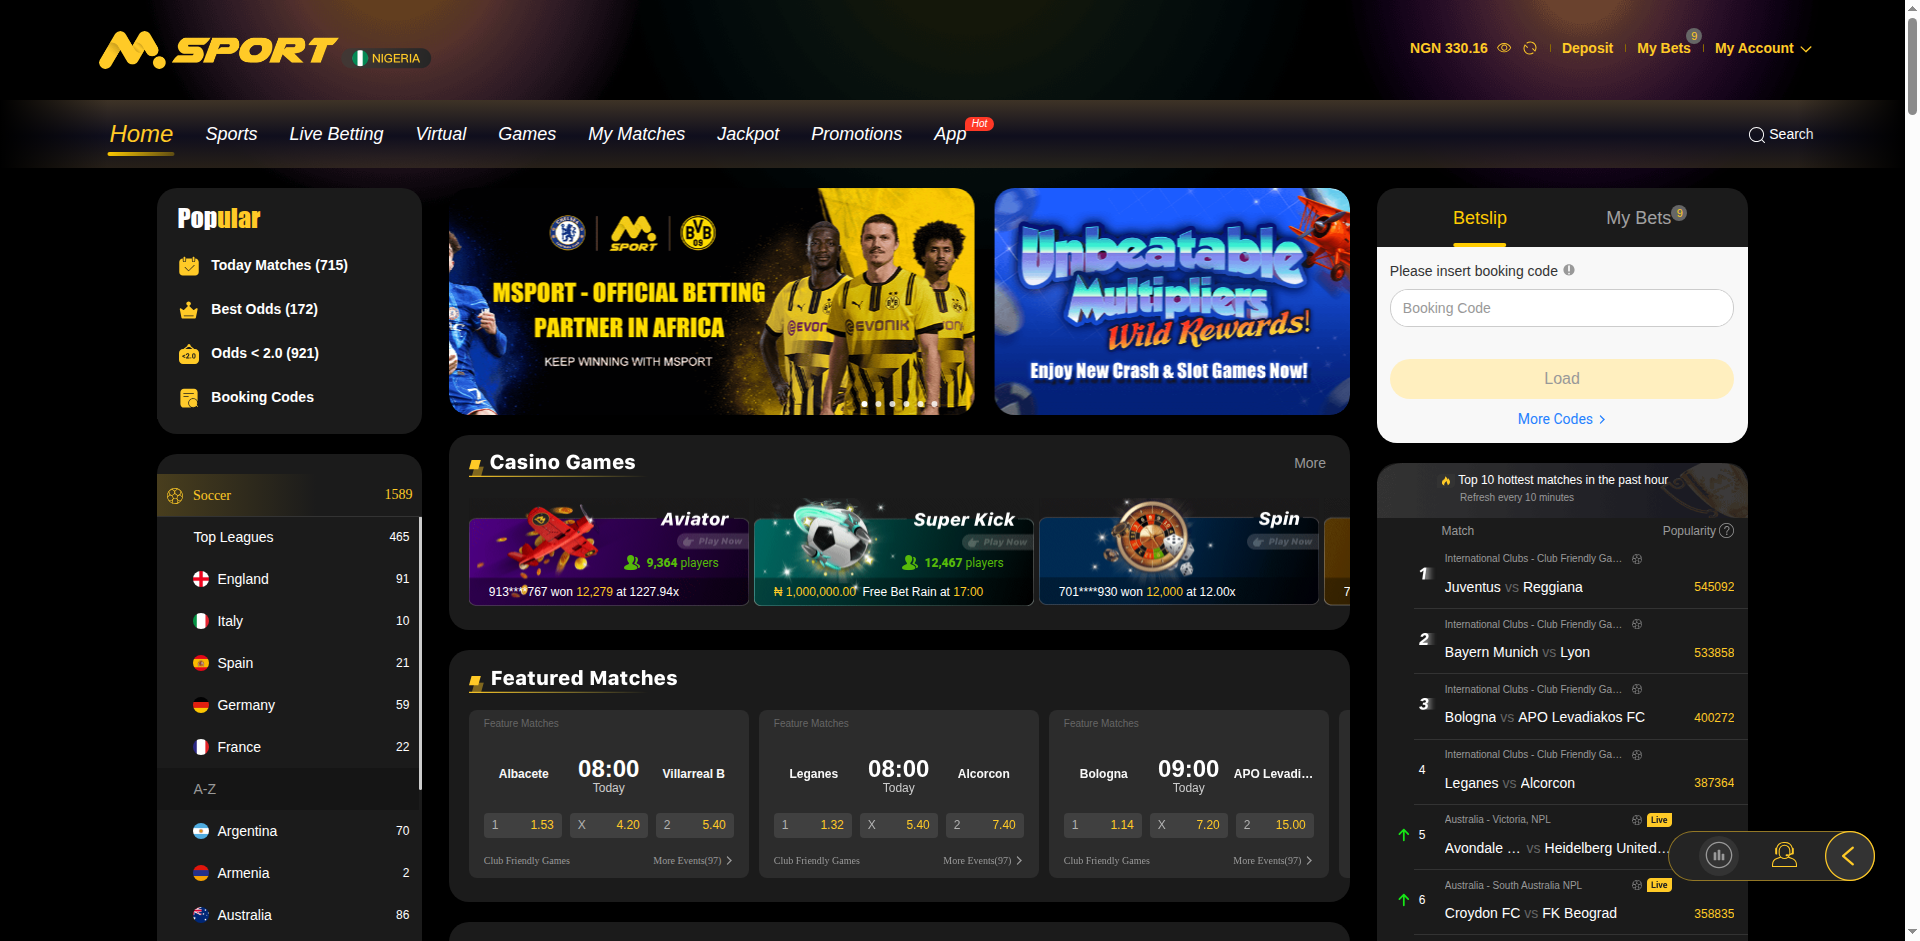 M.SPORT
NIGERIA
NGN 330.16
Deposit
My Bets
9
My Account
Home
Sports
Live Betting
Virtual
Games
My Matches
Jackpot
Promotions
App
Hot
Search
Popular
Today Matches (715)
Best Odds (172)
<2.0
Odds < 2.0 (921)
Booking Codes
Soccer
1589
Top Leagues
465
England
91
Italy
10
Spain
21
Germany
59
France
22
A-Z
Argentina
70
Armenia
2
Australia
86
CHELSEA
M.
SPORT
BVB
09
MSPORT - OFFICIAL BETTING
PARTNER IN AFRICA
KEEP WINNING WITH MSPORT
EVONIK
EVONIK
Unbeatable
Multipliers
Wild Rewards!
Enjoy New Crash & Slot Games Now!
Casino Games
More
Aviator
Play Now
9,364 players
913****767 won 12,279 at 1227.94x
Super Kick
Play Now
12,467 players
₦ 1,000,000.00 Free Bet Rain at 17:00
Spin
Play Now
701****930 won 12,000 at 12.00x
7
Featured Matches
Feature Matches
Albacete
08:00
Today
Villarreal B
1 1.53
X 4.20
2 5.40
Club Friendly Games
More Events(97)
Feature Matches
Leganes
08:00
Today
Alcorcon
1 1.32
X 5.40
2 7.40
Club Friendly Games
More Events(97)
Feature Matches
Bologna
09:00
Today
APO Levadi...
1 1.14
X 7.20
2 15.00
Club Friendly Games
More Events(97)
Betslip
My Bets
9
Please insert booking code
Booking Code
Load
More Codes
Top 10 hottest matches in the past hour
Refresh every 10 minutes
Match
Popularity ?
International Clubs - Club Friendly Ga...
1
Juventus vs Reggiana
545092
International Clubs - Club Friendly Ga...
2
Bayern Munich vs Lyon
533858
International Clubs - Club Friendly Ga...
3
Bologna vs APO Levadiakos FC
400272
International Clubs - Club Friendly Ga...
4
Leganes vs Alcorcon
387364
Australia - Victoria, NPL
Live
5
Avondale ... vs Heidelberg United...
Australia - South Australia NPL
Live
6
Croydon FC vs FK Beograd
358835